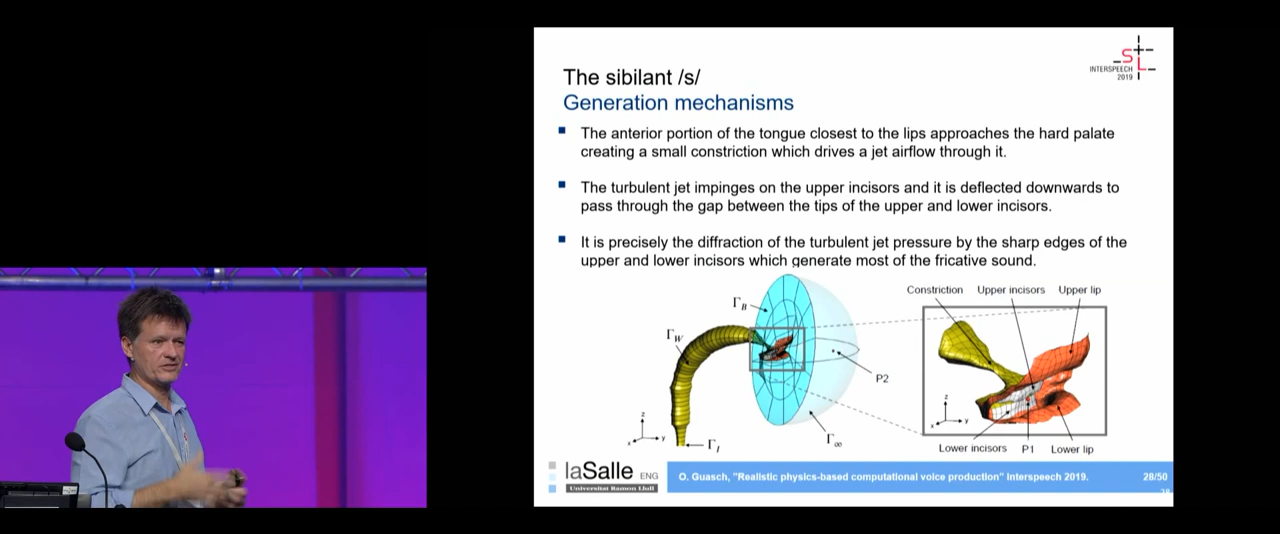 S
L
INTERSPEECH
2019
The sibilant /s/
Generation mechanisms
The anterior portion of the tongue closest to the lips approaches the hard palate
creating a small constriction which drives a jet airflow through it.
The turbulent jet impinges on the upper incisors and it is deflected downwards to
pass through the gap between the tips of the upper and lower incisors.
It is precisely the diffraction of the turbulent jet pressure by the sharp edges of the
upper and lower incisors which generate most of the fricative sound.
Constriction Upper incisors Upper lip
Γ_B
Γ_W
P2
z
x y
Γ_I
Γ_∞
z
x y
Lower incisors P1 Lower lip
laSalle ENG
Universitat Ramon Llull
O. Guasch, "Realistic physics-based computational voice production" Interspeech 2019.
28/50
28